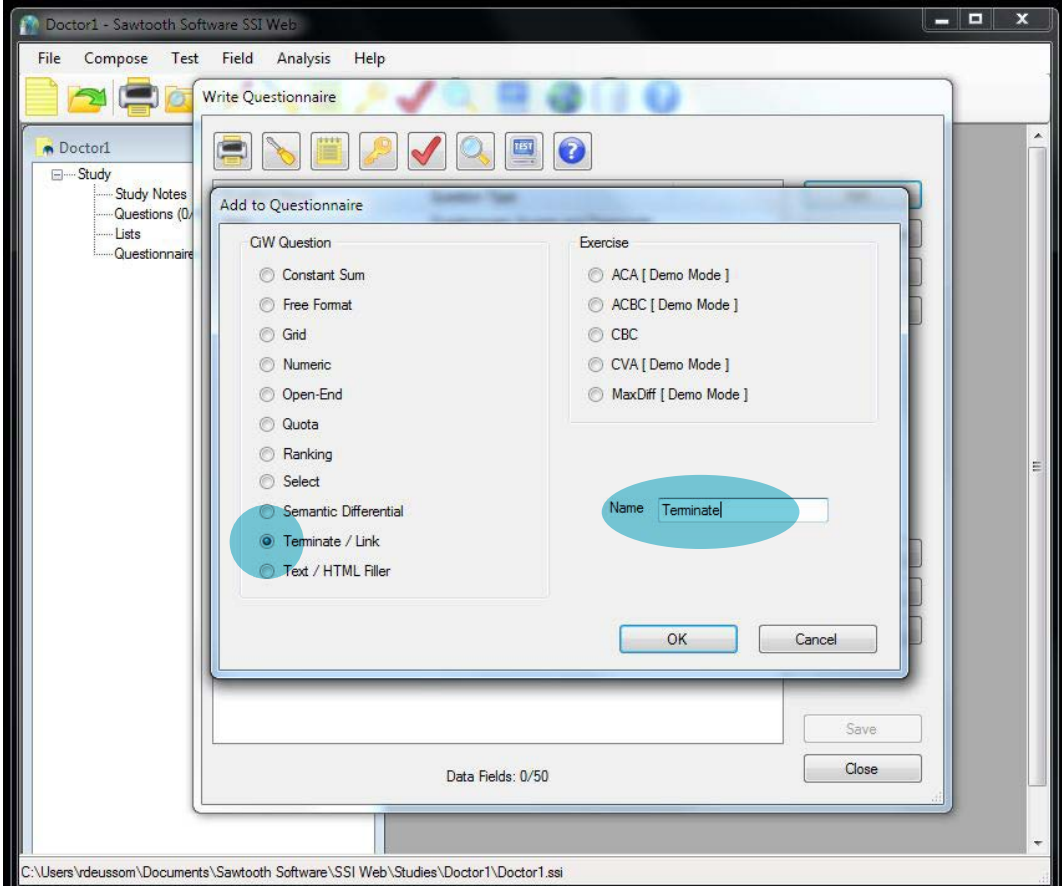 Doctor1 - Sawtooth Software SSI Web
File Compose Test Field Analysis Help
Write Questionnaire
Doctor1
Study
Study Notes
Questions (0/
Lists
Questionnaire
TEST
Add to Questionnaire
CiW Question
Constant Sum
Free Format
Grid
Numeric
Open-End
Quota
Ranking
Select
Semantic Differential
Terminate / Link
Text / HTML Filler
Exercise
ACA [ Demo Mode ]
ACBC [ Demo Mode ]
CBC
CVA [ Demo Mode ]
MaxDiff [ Demo Mode ]
Name Terminate
OK Cancel
Save
Data Fields: 0/50
Close
C:\Users\rdeussom\Documents\Sawtooth Software\SSI Web\Studies\Doctor1\Doctor1.ssi